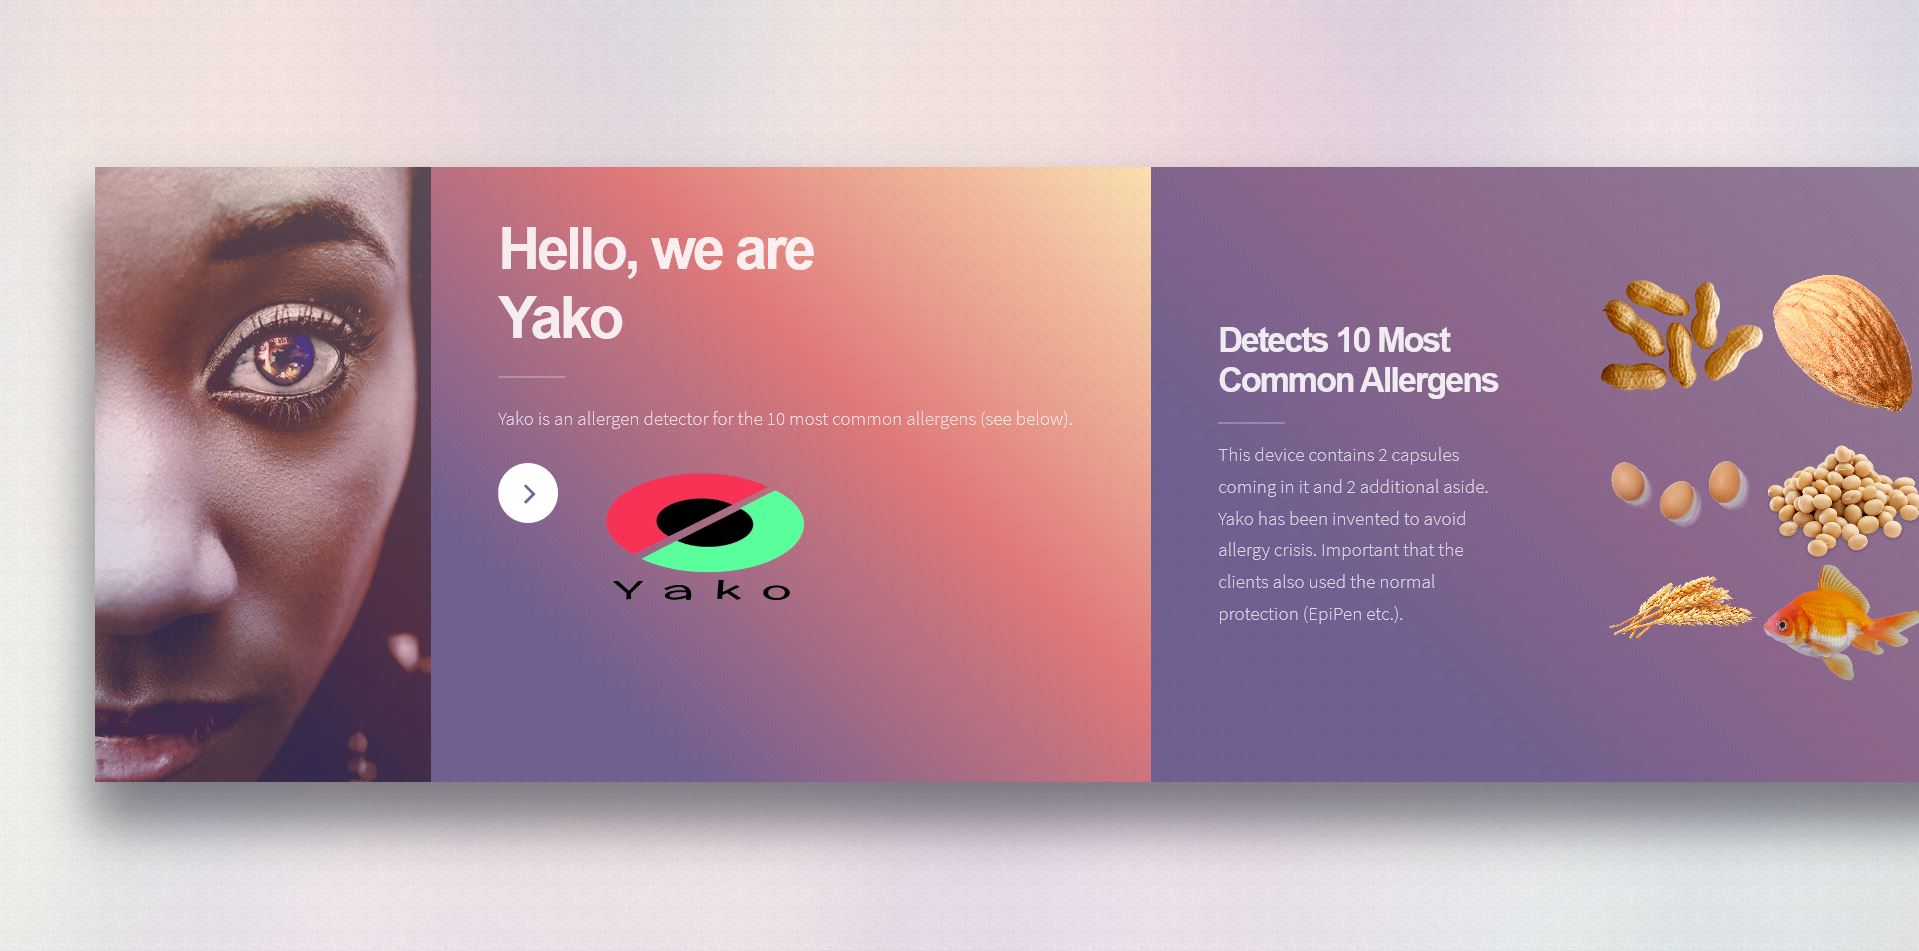 Hello, we are
Yako
Yako is an allergen detector for the 10 most common allergens (see below).
Yako
Detects 10 Most
Common Allergens
This device contains 2 capsules
coming in it and 2 additional aside.
Yako has been invented to avoid
allergy crisis. Important that the
clients also used the normal
protection (EpiPen etc.).